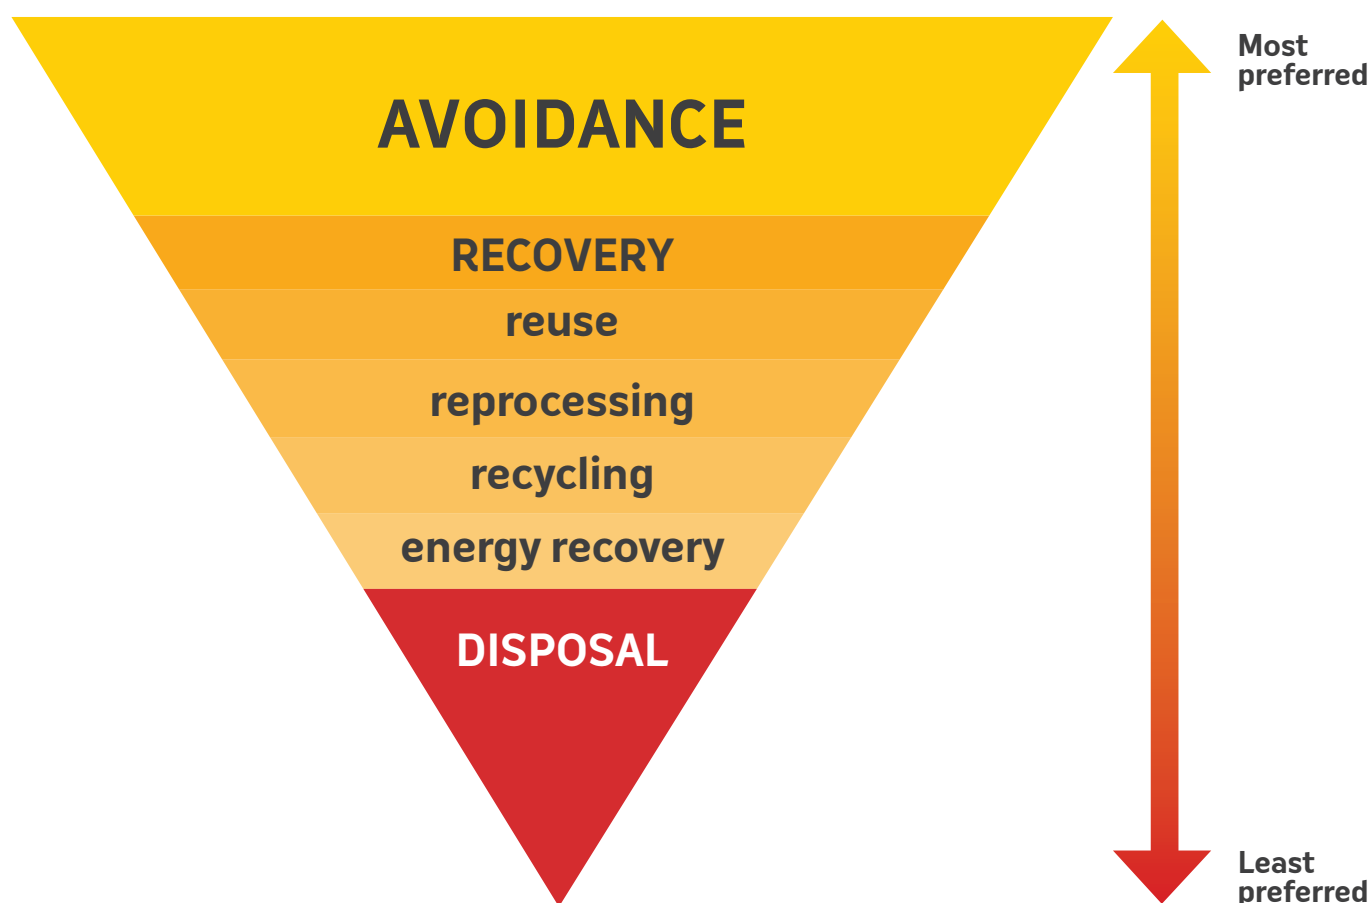 AVOIDANCE
RECOVERY
reuse
reprocessing
recycling
energy recovery
DISPOSAL
Most
preferred
Least
preferred